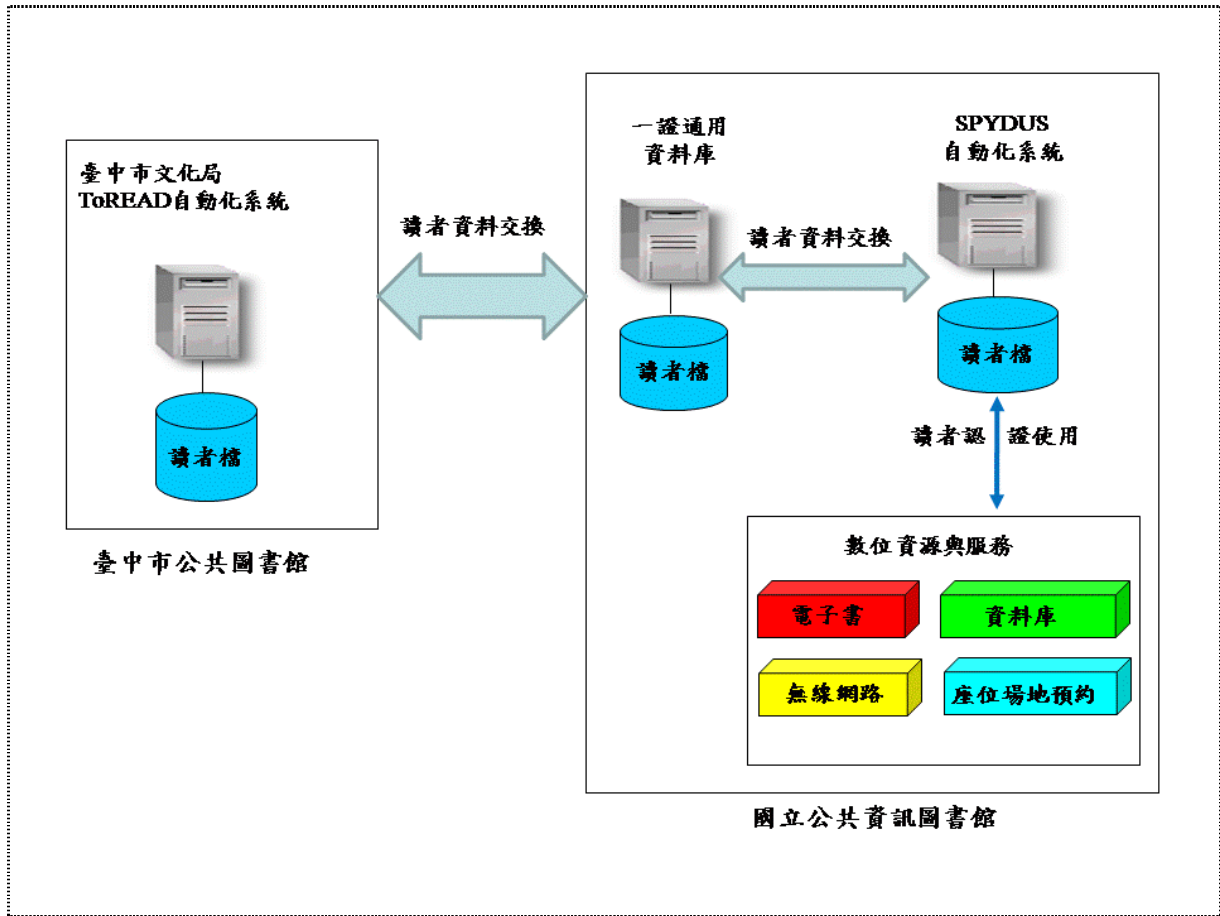 臺中市文化局
ToREAD自動化系統
讀者檔
臺中市公共圖書館
讀者資料交換
一證通用
資料庫
讀者檔
讀者資料交換
SPYDUS
自動化系統
讀者檔
讀者認 證使用
數位資源與服務
電子書
資料庫
無線網路
座位場地預約
國立公共資訊圖書館